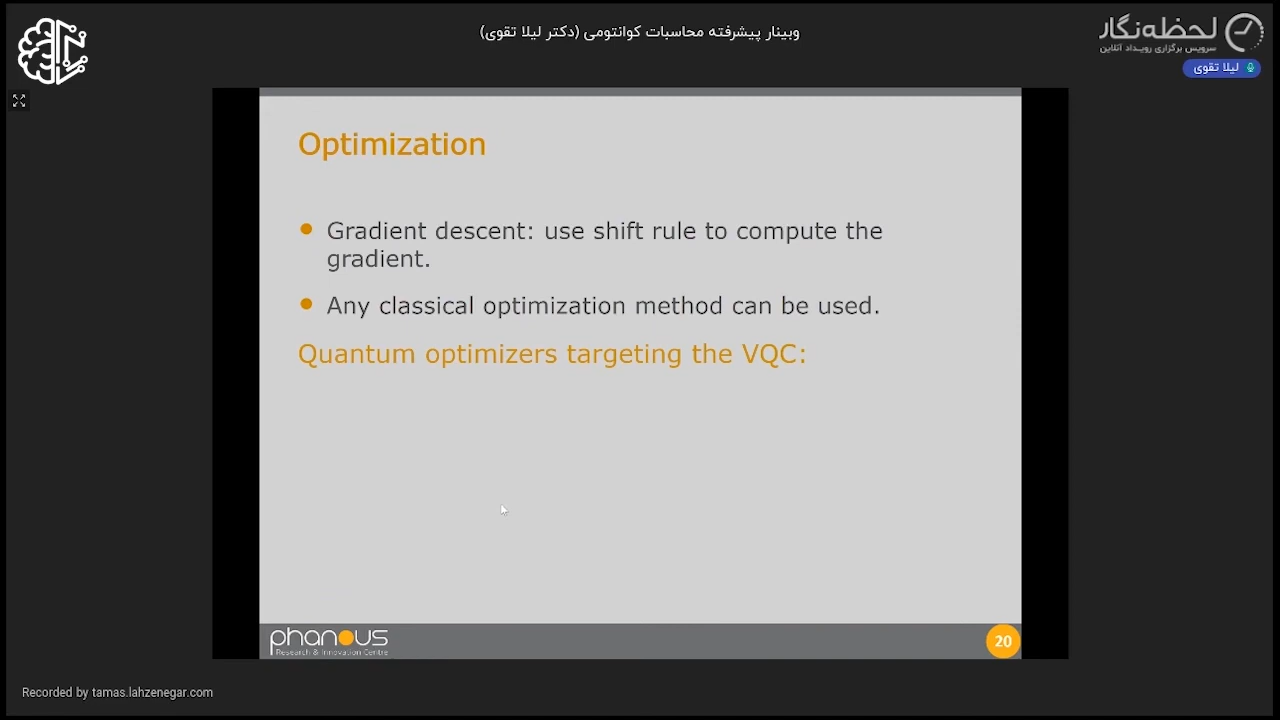 وبینار پیشرفته محاسبات کوانتومی (دکتر لیلا تقوی)
لحظه‌نگار
سرویس برگزاری رویداد آنلاین
لیلا تقوی
Optimization
Gradient descent: use shift rule to compute the
gradient.
Any classical optimization method can be used.
Quantum optimizers targeting the VQC:
phanous
Research & Innovation Centre
20
Recorded by tamas.lahzenegar.com